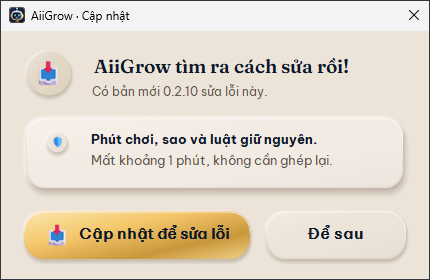 AiiGrow · Cập nhật
AiiGrow tìm ra cách sửa rồi!
Có bản mới 0.2.10 sửa lỗi này.
Phút chơi, sao và luật giữ nguyên.
Mất khoảng 1 phút, không cần ghép lại.
Cập nhật để sửa lỗi
Để sau